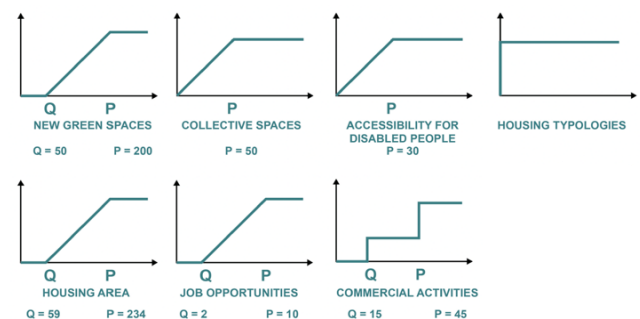 Q P
NEW GREEN SPACES
Q = 50 P = 200
P
COLLECTIVE SPACES
P = 50
P
ACCESSIBILITY FOR
DISABLED PEOPLE
P = 30
HOUSING TYPOLOGIES
Q P
HOUSING AREA
Q = 59 P = 234
Q P
JOB OPPORTUNITIES
Q = 2 P = 10
Q P
COMMERCIAL ACTIVITIES
Q = 15 P = 45